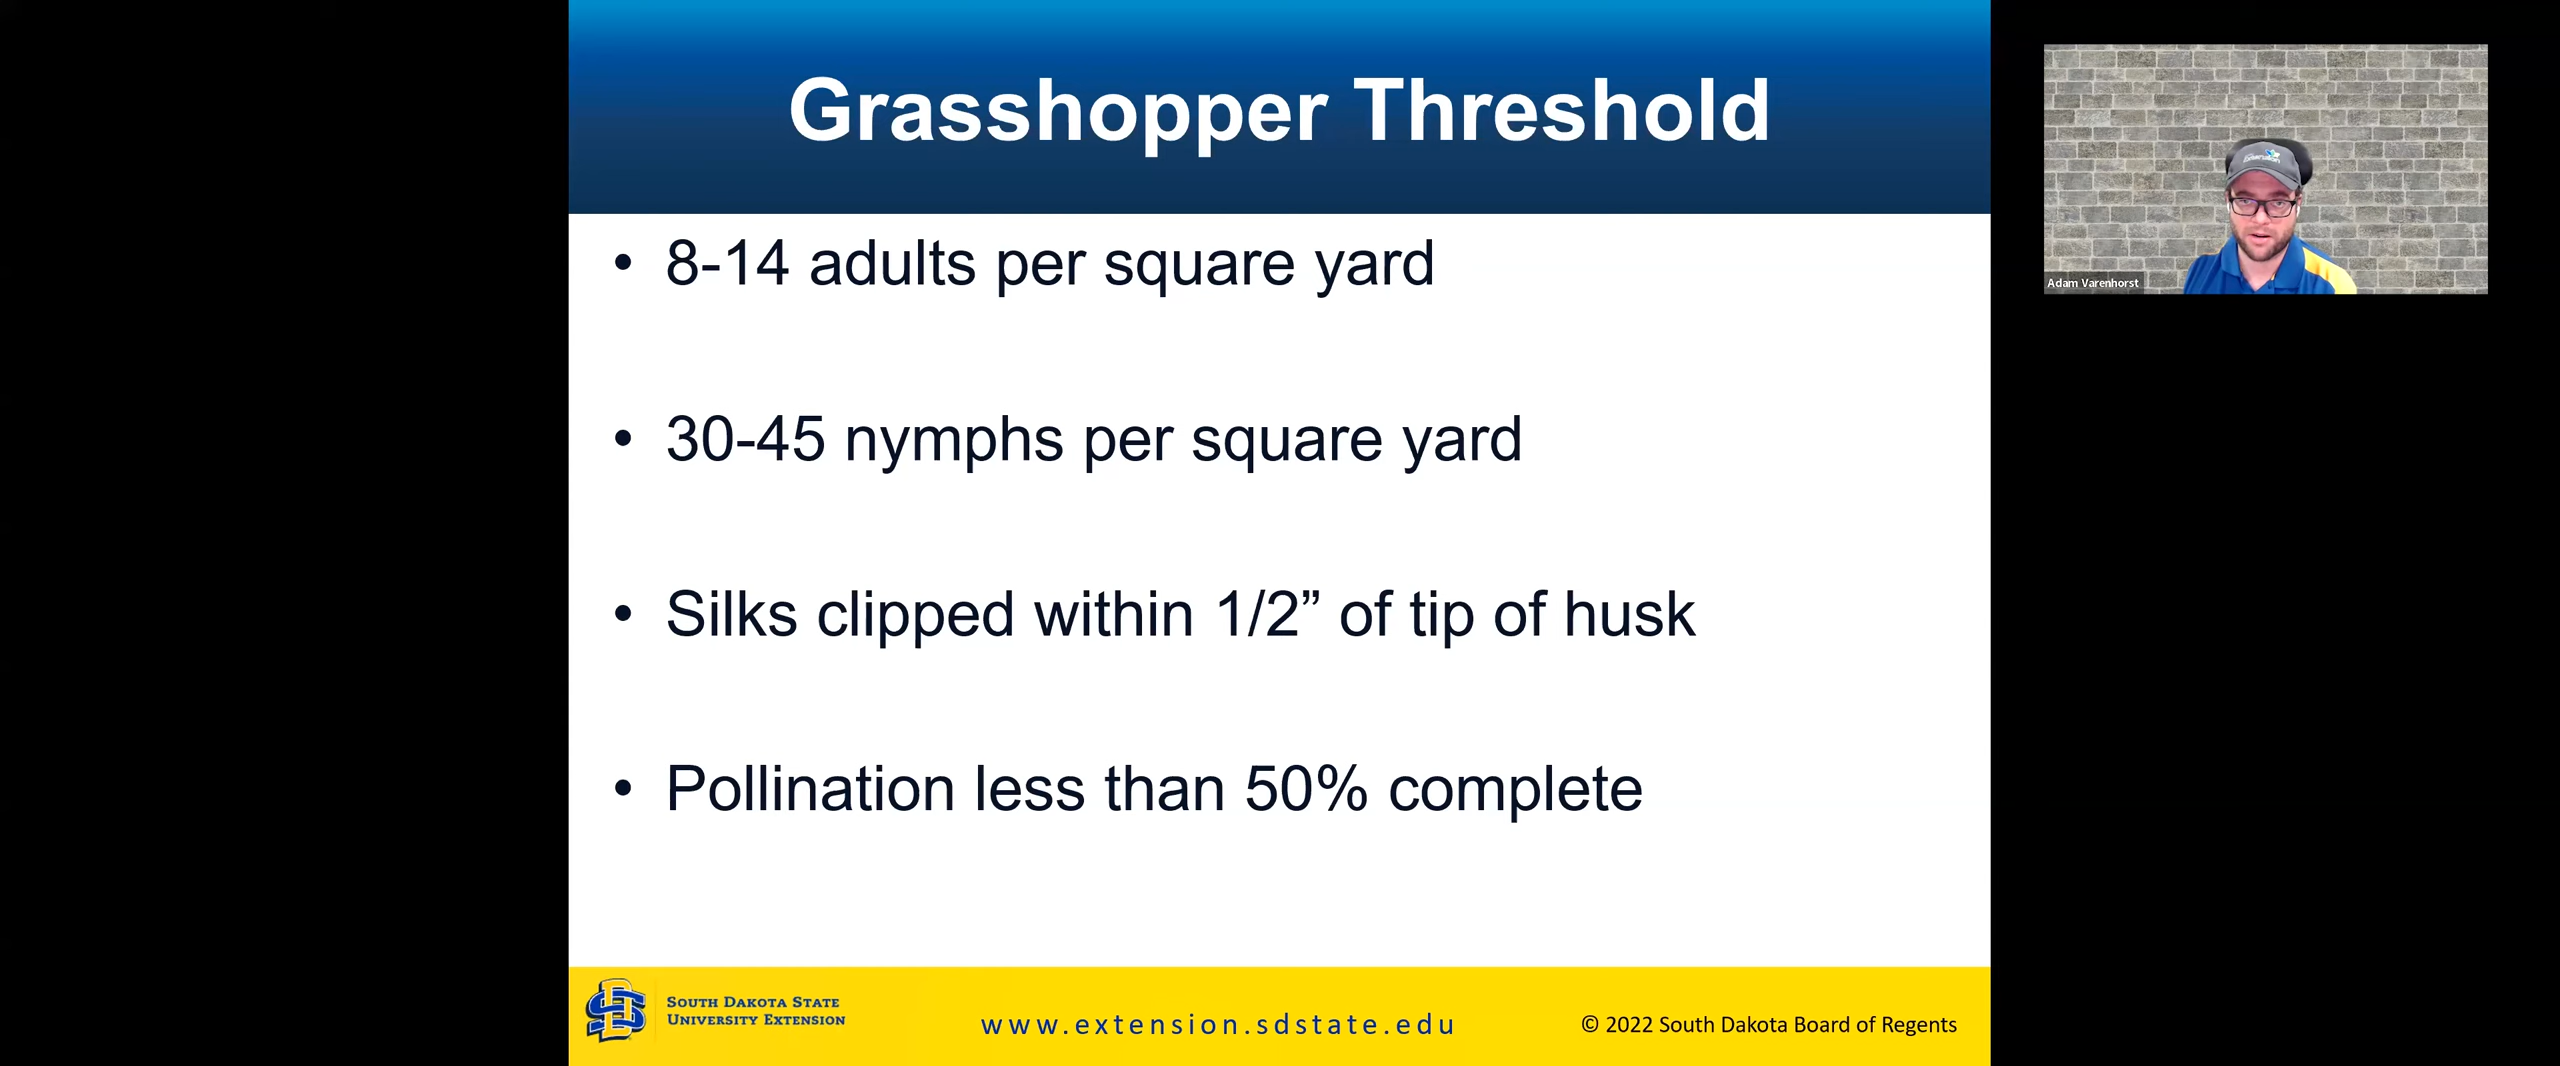 Grasshopper Threshold
• 8-14 adults per square yard
• 30-45 nymphs per square yard
• Silks clipped within 1/2” of tip of husk
• Pollination less than 50% complete
SOUTH DAKOTA STATE
UNIVERSITY EXTENSION
www.extension.sdstate.edu
© 2022 South Dakota Board of Regents
Extension
Adam Varenhorst